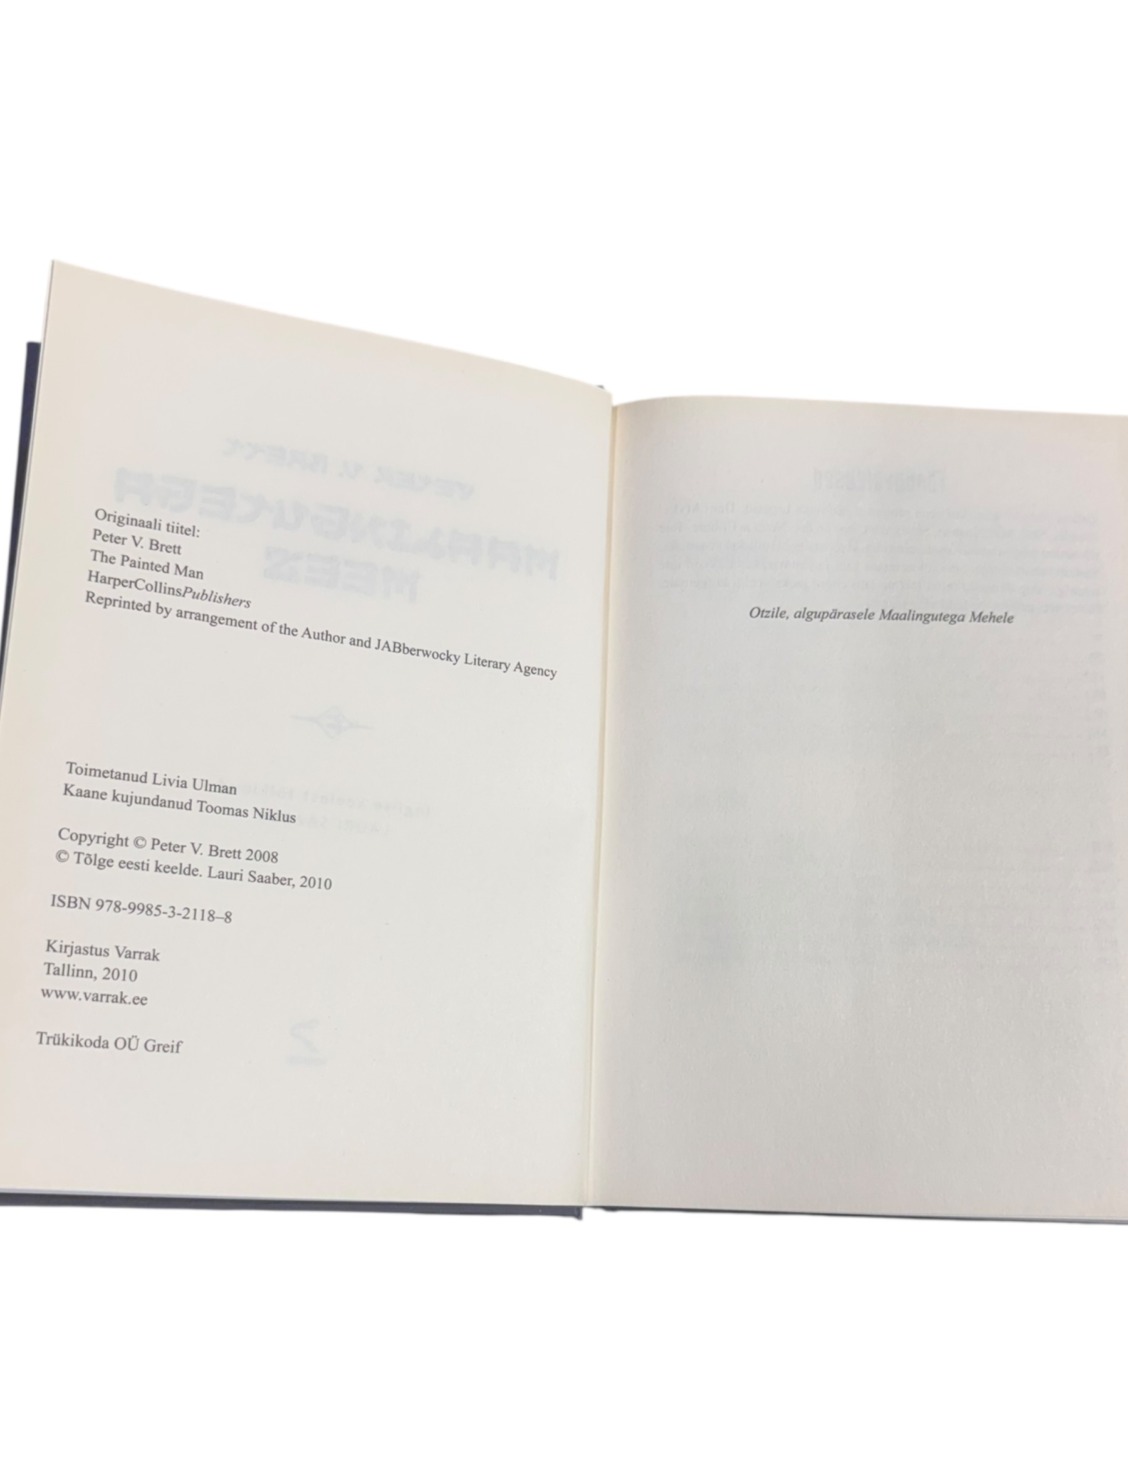 Originaali tiitel:
Peter V. Brett
The Painted Man
HarperCollinsPublishers
Reprinted by arrangement of the Author and JABberwocky Literary Agency
Toimetanud Livia Ulman
Kaane kujundanud Toomas Niklus
Copyright © Peter V. Brett 2008
© Tõlge eesti keelde. Lauri Saaber, 2010
ISBN 978-9985-3-2118–8
Kirjastus Varrak
Tallinn, 2010
www.varrak.ee
Trükikoda OÜ Greif
Otzile, algupärasele Maalingutega Mehele